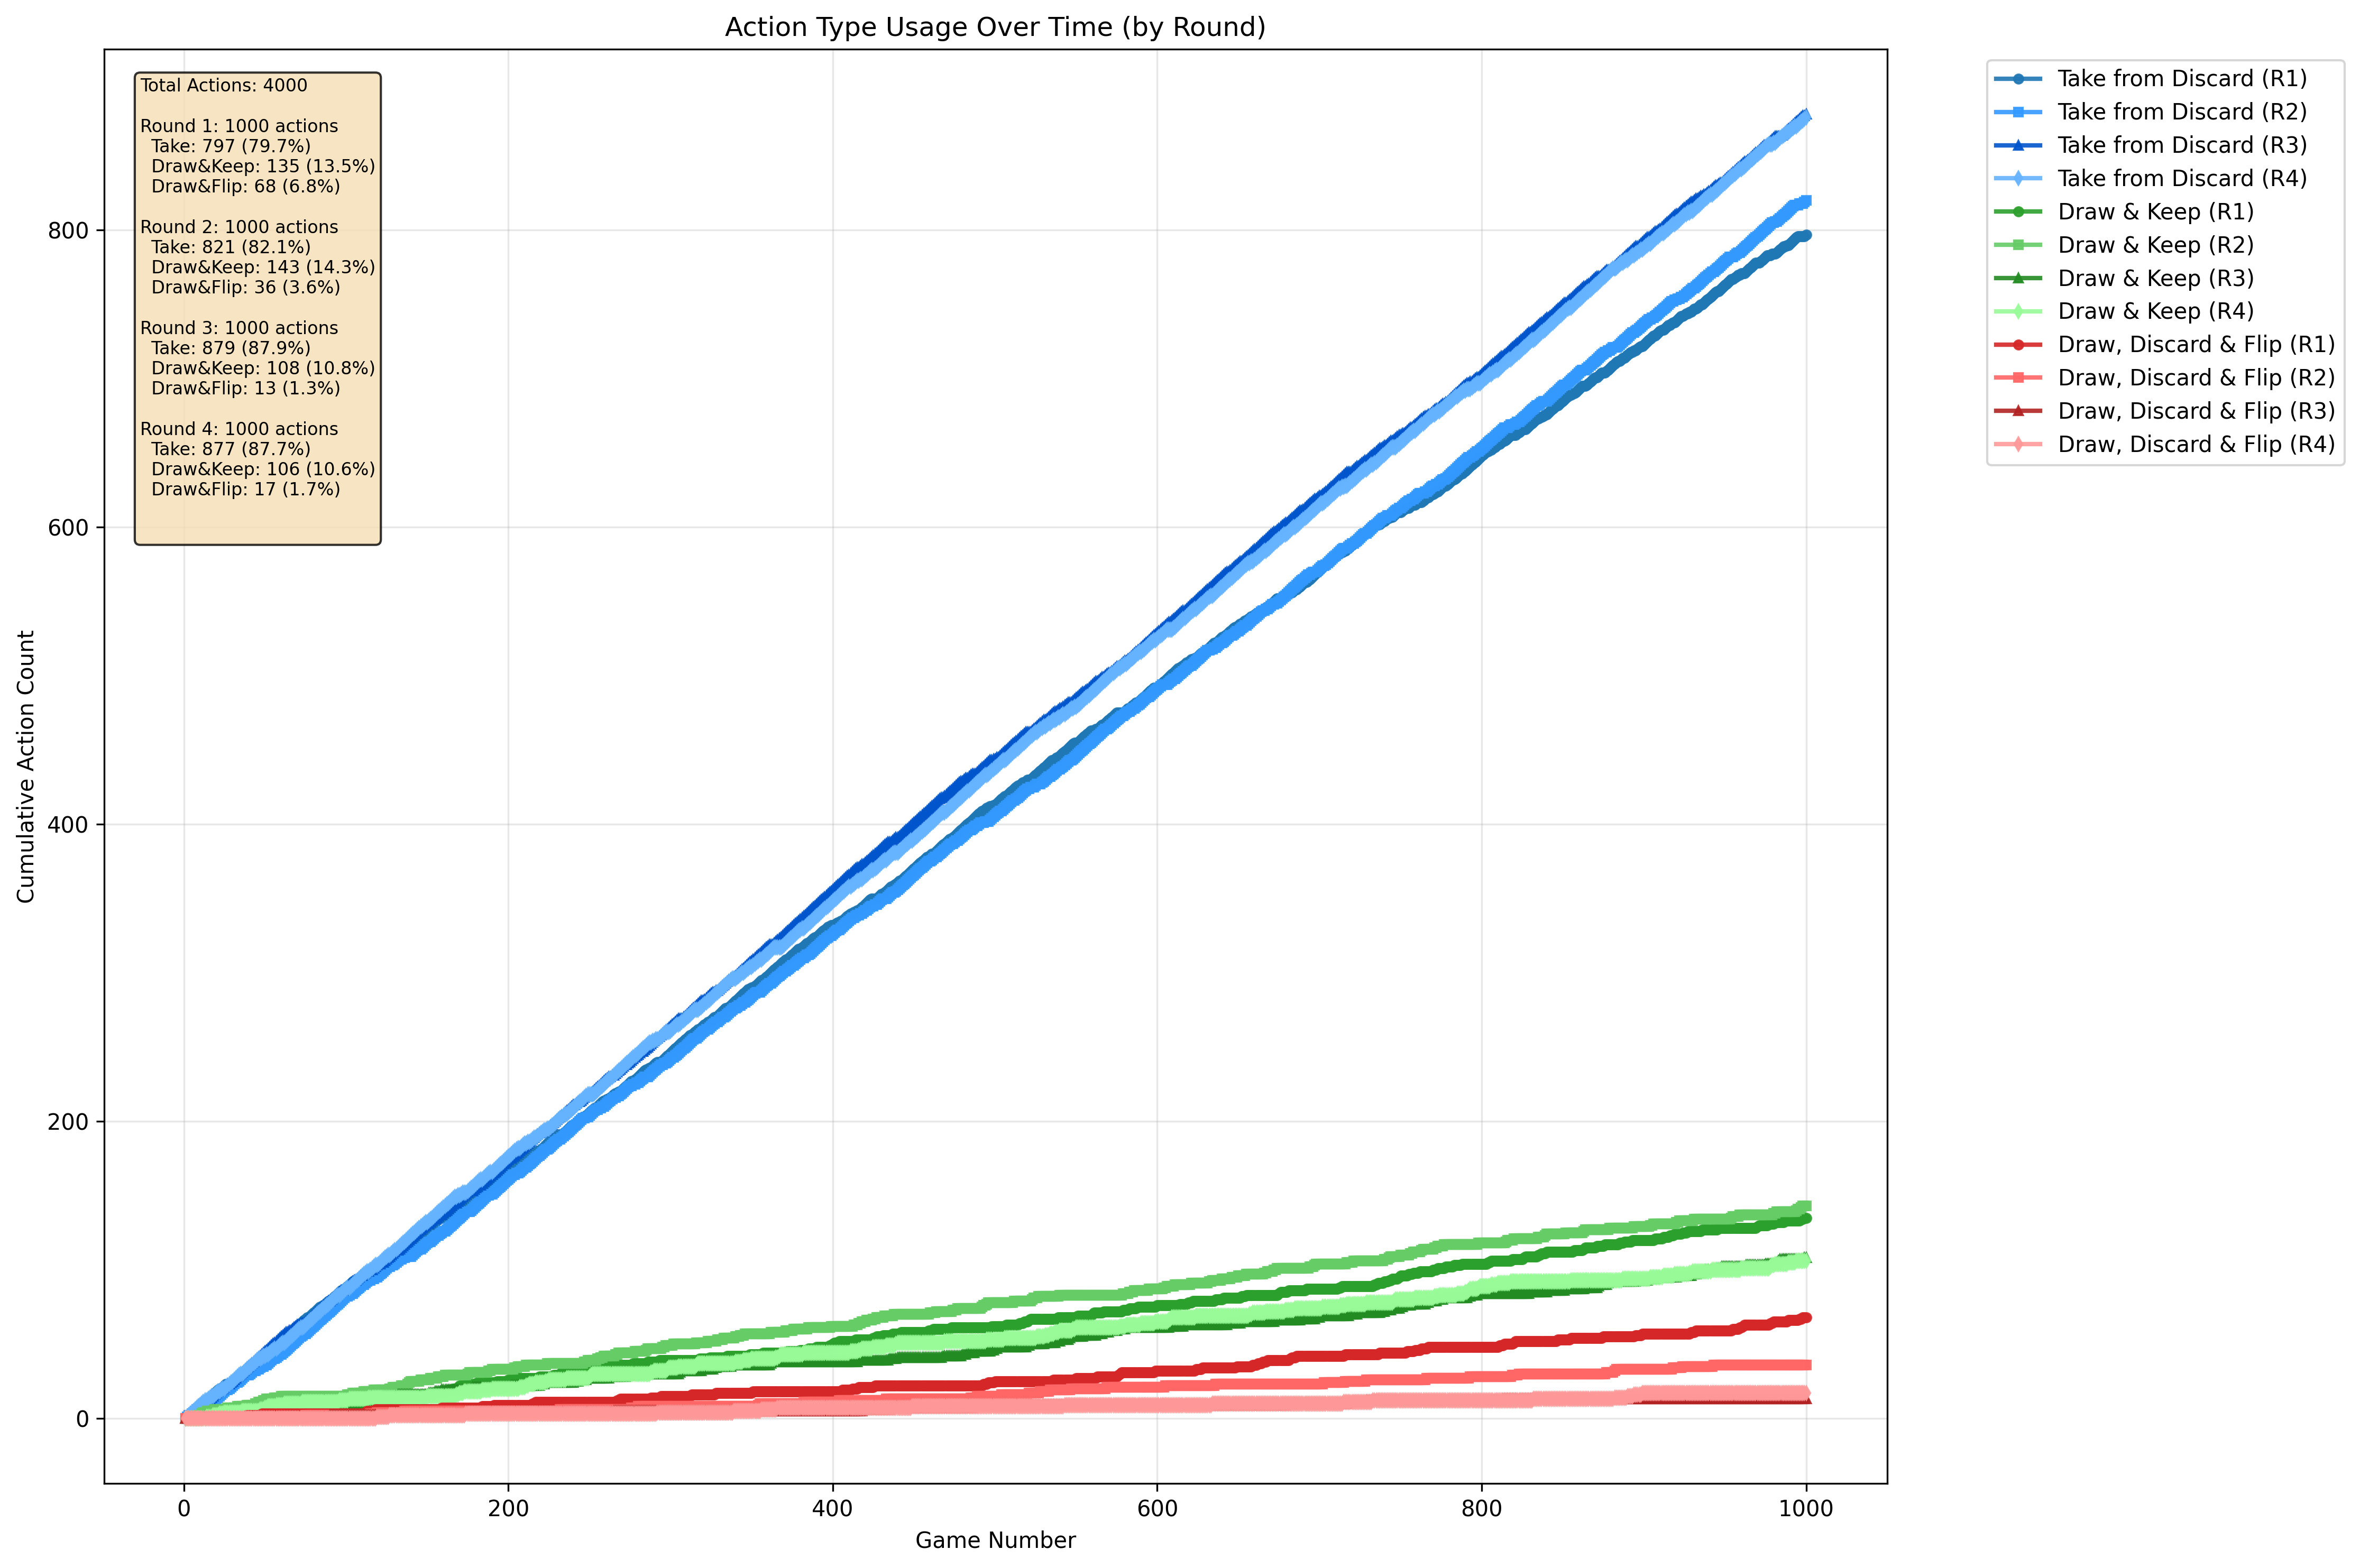 Action Type Usage Over Time (by Round)
Total Actions: 4000
Round 1: 1000 actions
Take: 797 (79.7%)
Draw&Keep: 135 (13.5%)
Draw&Flip: 68 (6.8%)
Round 2: 1000 actions
Take: 821 (82.1%)
Draw&Keep: 143 (14.3%)
Draw&Flip: 36 (3.6%)
Round 3: 1000 actions
Take: 879 (87.9%)
Draw&Keep: 108 (10.8%)
Draw&Flip: 13 (1.3%)
Round 4: 1000 actions
Take: 877 (87.7%)
Draw&Keep: 106 (10.6%)
Draw&Flip: 17 (1.7%)
Take from Discard (R1)
Take from Discard (R2)
Take from Discard (R3)
Take from Discard (R4)
Draw & Keep (R1)
Draw & Keep (R2)
Draw & Keep (R3)
Draw & Keep (R4)
Draw, Discard & Flip (R1)
Draw, Discard & Flip (R2)
Draw, Discard & Flip (R3)
Draw, Discard & Flip (R4)
Cumulative Action Count
800
600
400
200
0
0
200
400
600
800
1000
Game Number